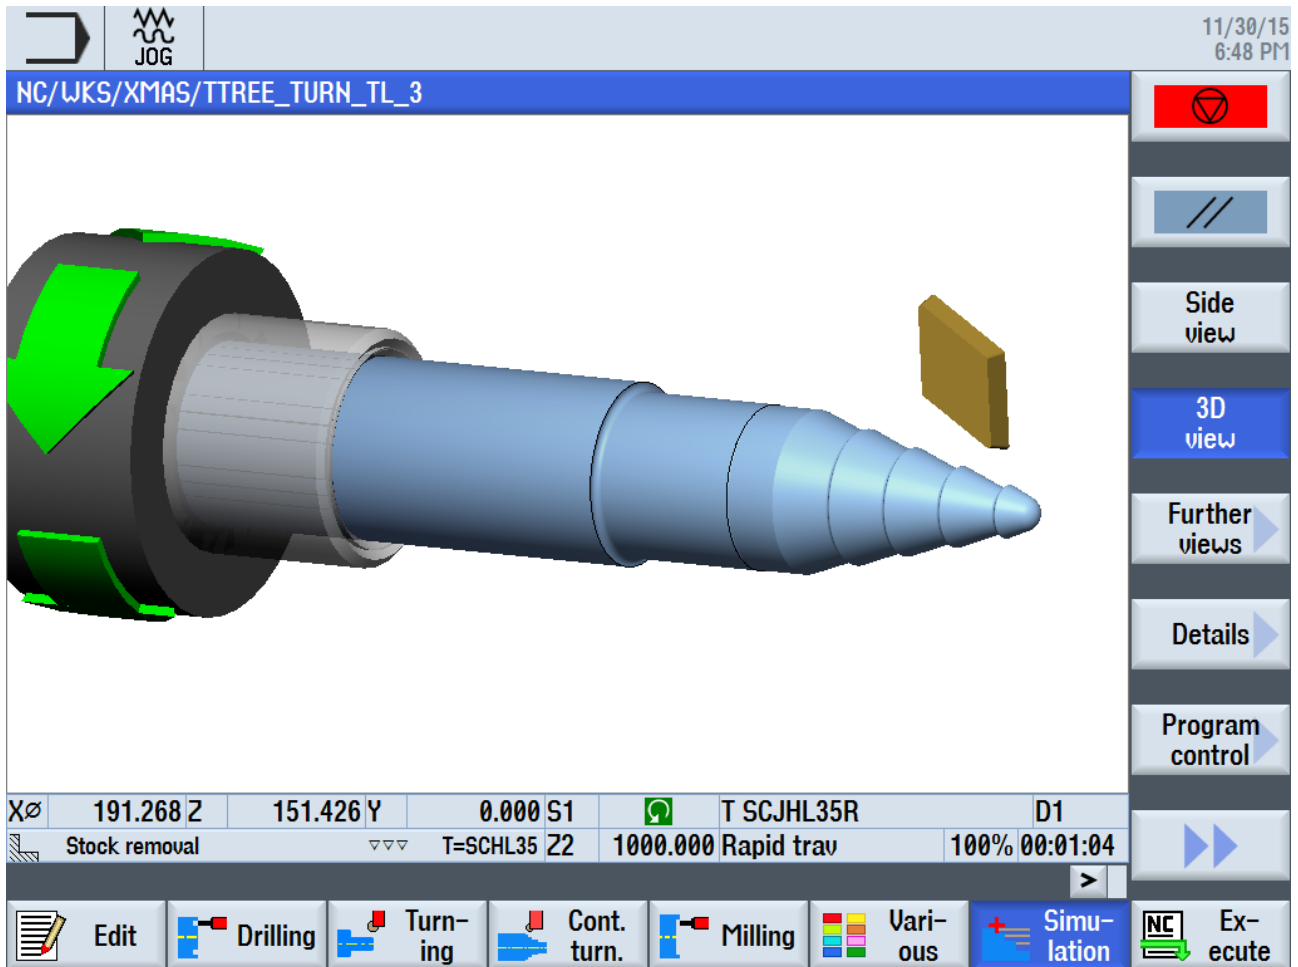 JOG
11/30/15
6:48 PM
NC/WKS/XMAS/TTREE_TURN_TL_3
Side
view
3D
view
Further
views
Details
Program
control
X⌀ 191.268 Z 151.426 Y 0.000 S1 T SCJHL35R D1
Stock removal ▽▽▽ T=SCHL35 Z2 1000.000 Rapid trav 100% 00:01:04
>
Edit
Drilling
Turn-
ing
Cont.
turn.
Milling
Vari-
ous
Simu-
lation
NC
Ex-
ecute